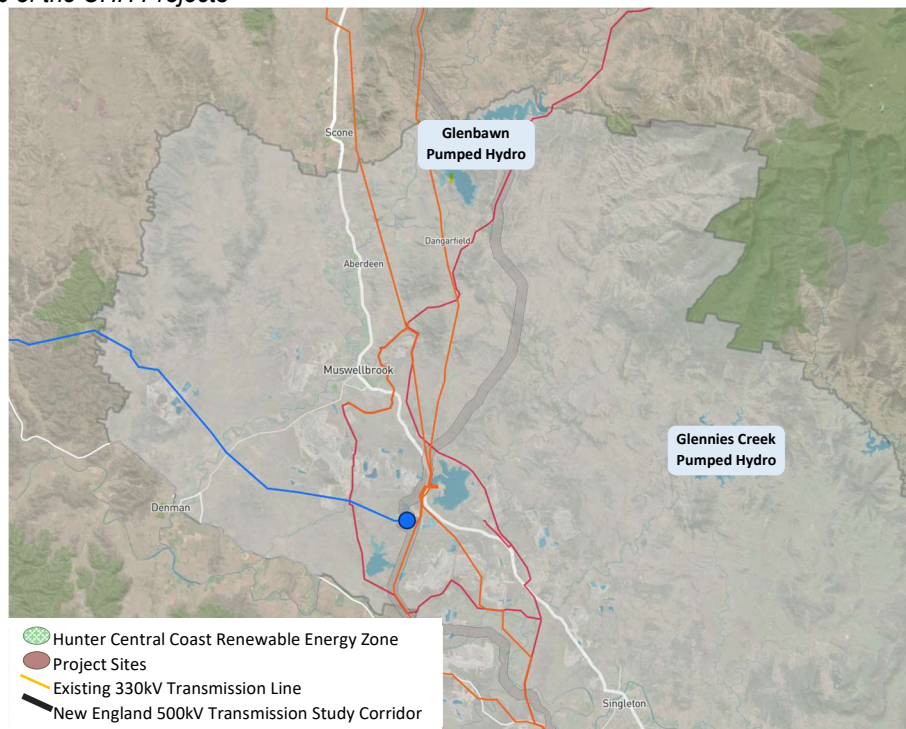 Scone
Glenbawn
Pumped Hydro
Dangarfield
Aberdeen
Muswellbrook
Glennies Creek
Pumped Hydro
Denman
Hunter Central Coast Renewable Energy Zone
Project Sites
Existing 330kV Transmission Line
New England 500kV Transmission Study Corridor
Singleton